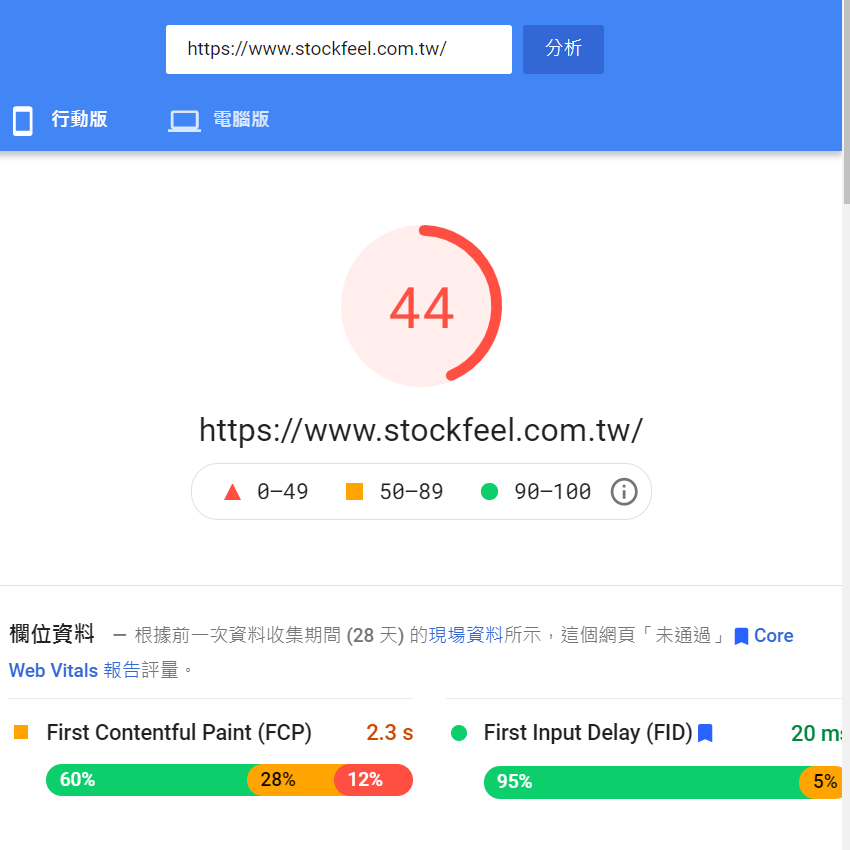 https://www.stockfeel.com.tw/
分析
行動版
電腦版
44
https://www.stockfeel.com.tw/
0–49 50–89 90–100
欄位資料 — 根據前一次資料收集期間 (28 天) 的現場資料所示，這個網頁「未通過」 Core
Web Vitals 報告評量。
First Contentful Paint (FCP) 2.3 s
60% 28% 12%
First Input Delay (FID) 20 ms
95% 5%